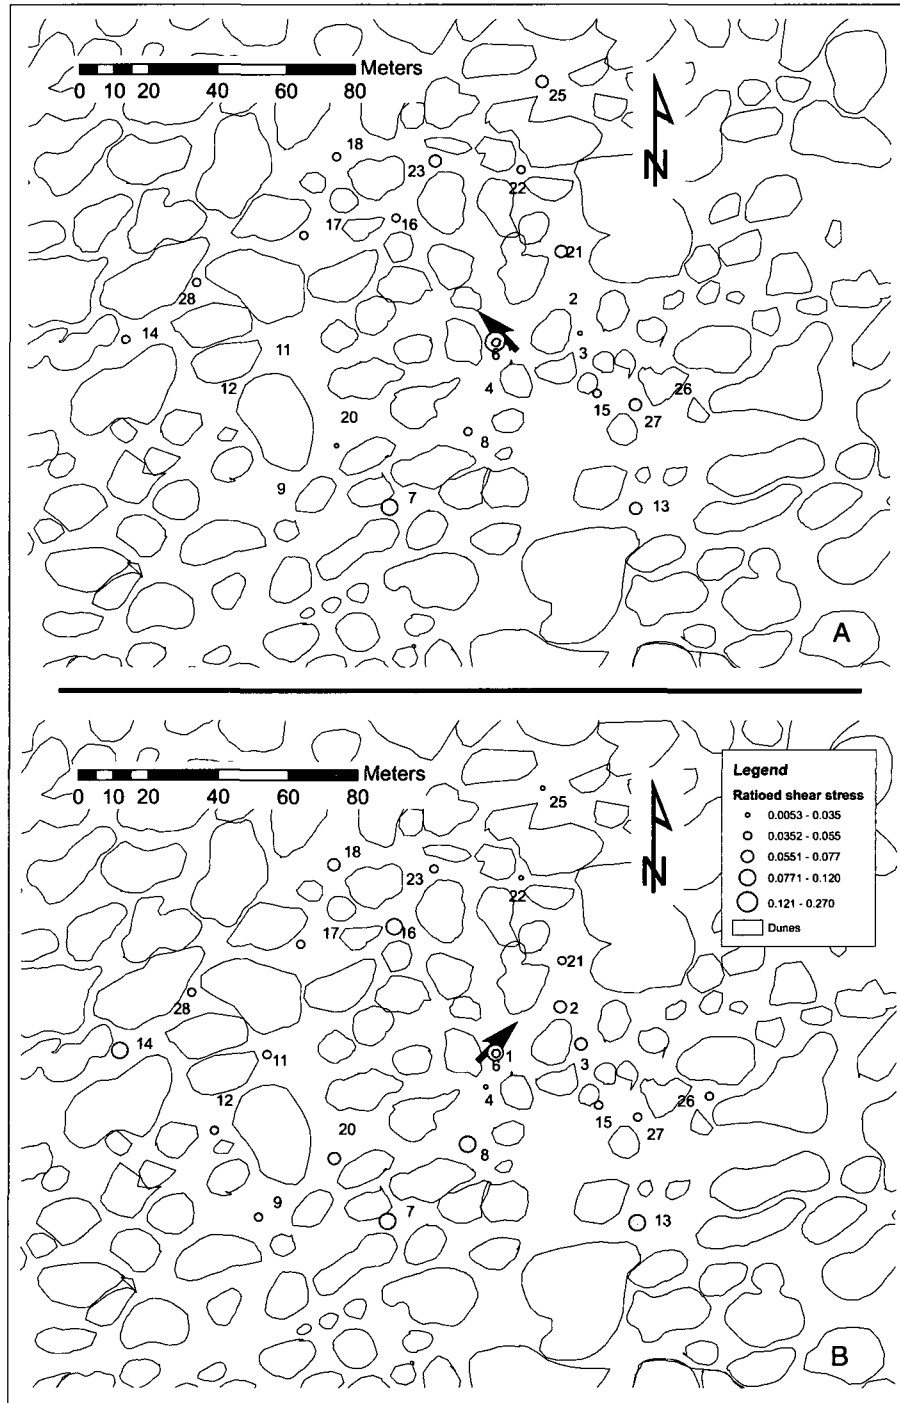 Meters
0 10 20 40 60 80
25
N
18
23
22
17
16
21
28
2
14
11
6
3
12
4
26
15
27
20
8
9
7
13
A
Meters
0 10 20 40 60 80
Legend
Ratioed shear stress
0.0053 - 0.035
0.0352 - 0.055
0.0551 - 0.077
0.0771 - 0.120
0.121 - 0.270
Dunes
25
N
18
23
22
17
16
21
28
2
14
11
6
1
3
12
4
26
15
27
20
8
9
7
13
B